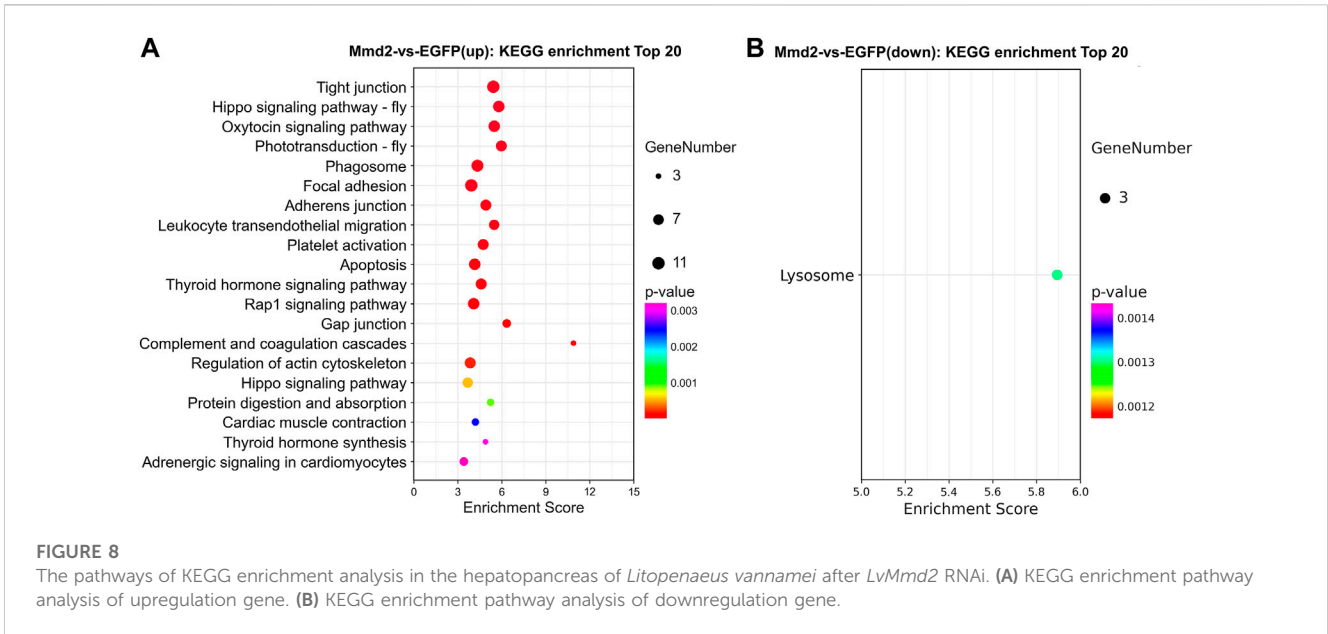 A
Mmd2-vs-EGFP(up): KEGG enrichment Top 20
Tight junction
Hippo signaling pathway - fly
Oxytocin signaling pathway
Phototransduction - fly
Phagosome
Focal adhesion
Adherens junction
Leukocyte transendothelial migration
Platelet activation
Apoptosis
Thyroid hormone signaling pathway
Rap1 signaling pathway
Gap junction
Complement and coagulation cascades
Regulation of actin cytoskeleton
Hippo signaling pathway
Protein digestion and absorption
Cardiac muscle contraction
Thyroid hormone synthesis
Adrenergic signaling in cardiomyocytes
0 3 6 9 12 15
Enrichment Score
GeneNumber
3
7
11
p-value
0.003
0.002
0.001
B
Mmd2-vs-EGFP(down): KEGG enrichment Top 20
Lysosome
5.0 5.2 5.4 5.6 5.8 6.0
Enrichment Score
GeneNumber
3
p-value
0.0014
0.0013
0.0012
FIGURE 8
The pathways of KEGG enrichment analysis in the hepatopancreas of Litopenaeus vannamei after LvMmd2 RNAi. (A) KEGG enrichment pathway
analysis of upregulation gene. (B) KEGG enrichment pathway analysis of downregulation gene.